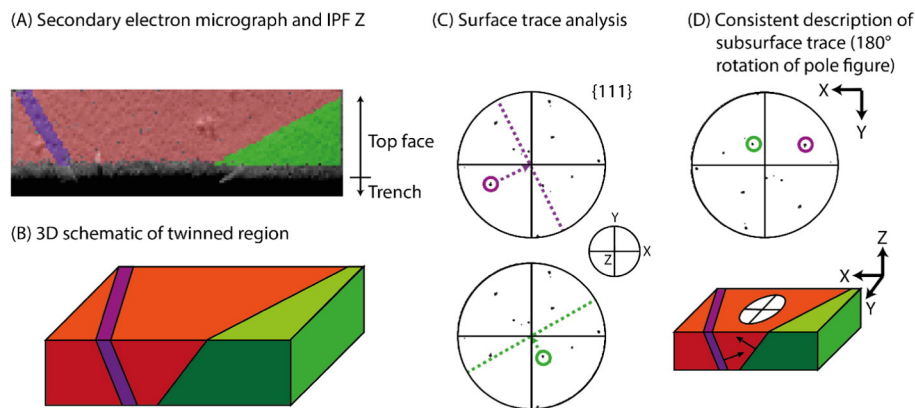 (A) Secondary electron micrograph and IPF Z
Top face
Trench
(B) 3D schematic of twinned region
(C) Surface trace analysis
{111}
Y
Z
X
(D) Consistent description of
subsurface trace (180°
rotation of pole figure)
X
Y
Z
X
Y